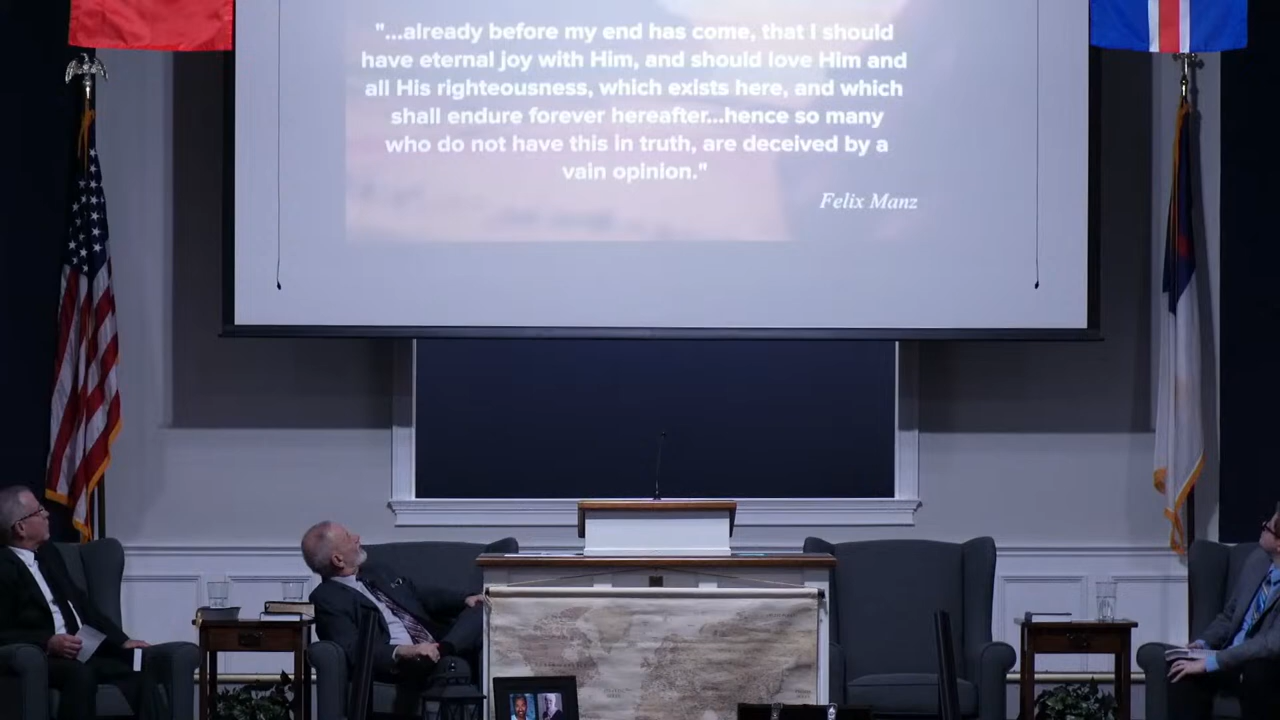 "...already before my end has come, that I should
have eternal joy with Him, and should love Him and
all His righteousness, which exists here, and which
shall endure forever hereafter...hence so many
who do not have this in truth, are deceived by a
vain opinion."
Felix Manz